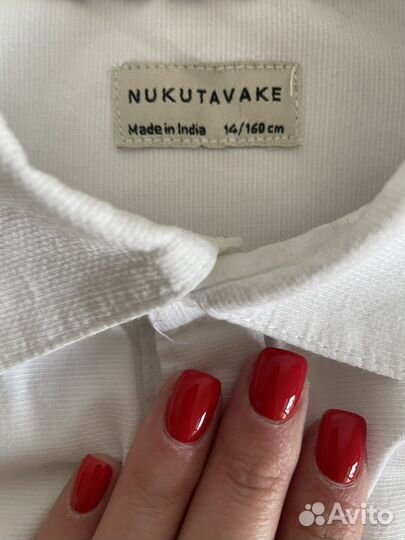 NUKUTAVAKE
Made in India 14/160 cm
Avito